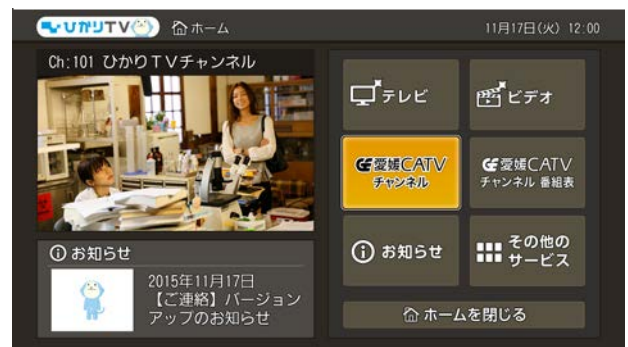 ひかりTV
ホーム
11月17日(火) 12:00
Ch:101 ひかりTVチャンネル
テレビ
ビデオ
愛媛CATV
チャンネル
愛媛CATV
チャンネル 番組表
お知らせ
2015年11月17日
【ご連絡】バージョン
アップのお知らせ
お知らせ
その他の
サービス
ホームを閉じる